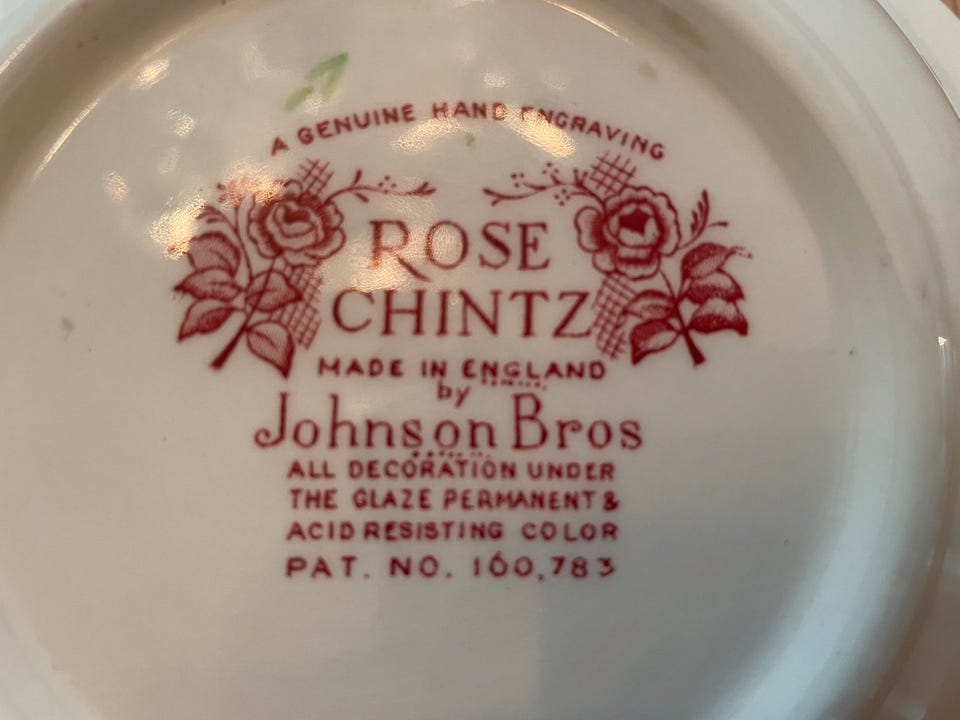 A GENUINE HAND ENGRAVING
ROSE
CHINTZ
MADE IN ENGLAND
by
Johnson Bros
ALL DECORATION UNDER
THE GLAZE PERMANENT &
ACID RESISTING COLOR
PAT. NO. 160,783